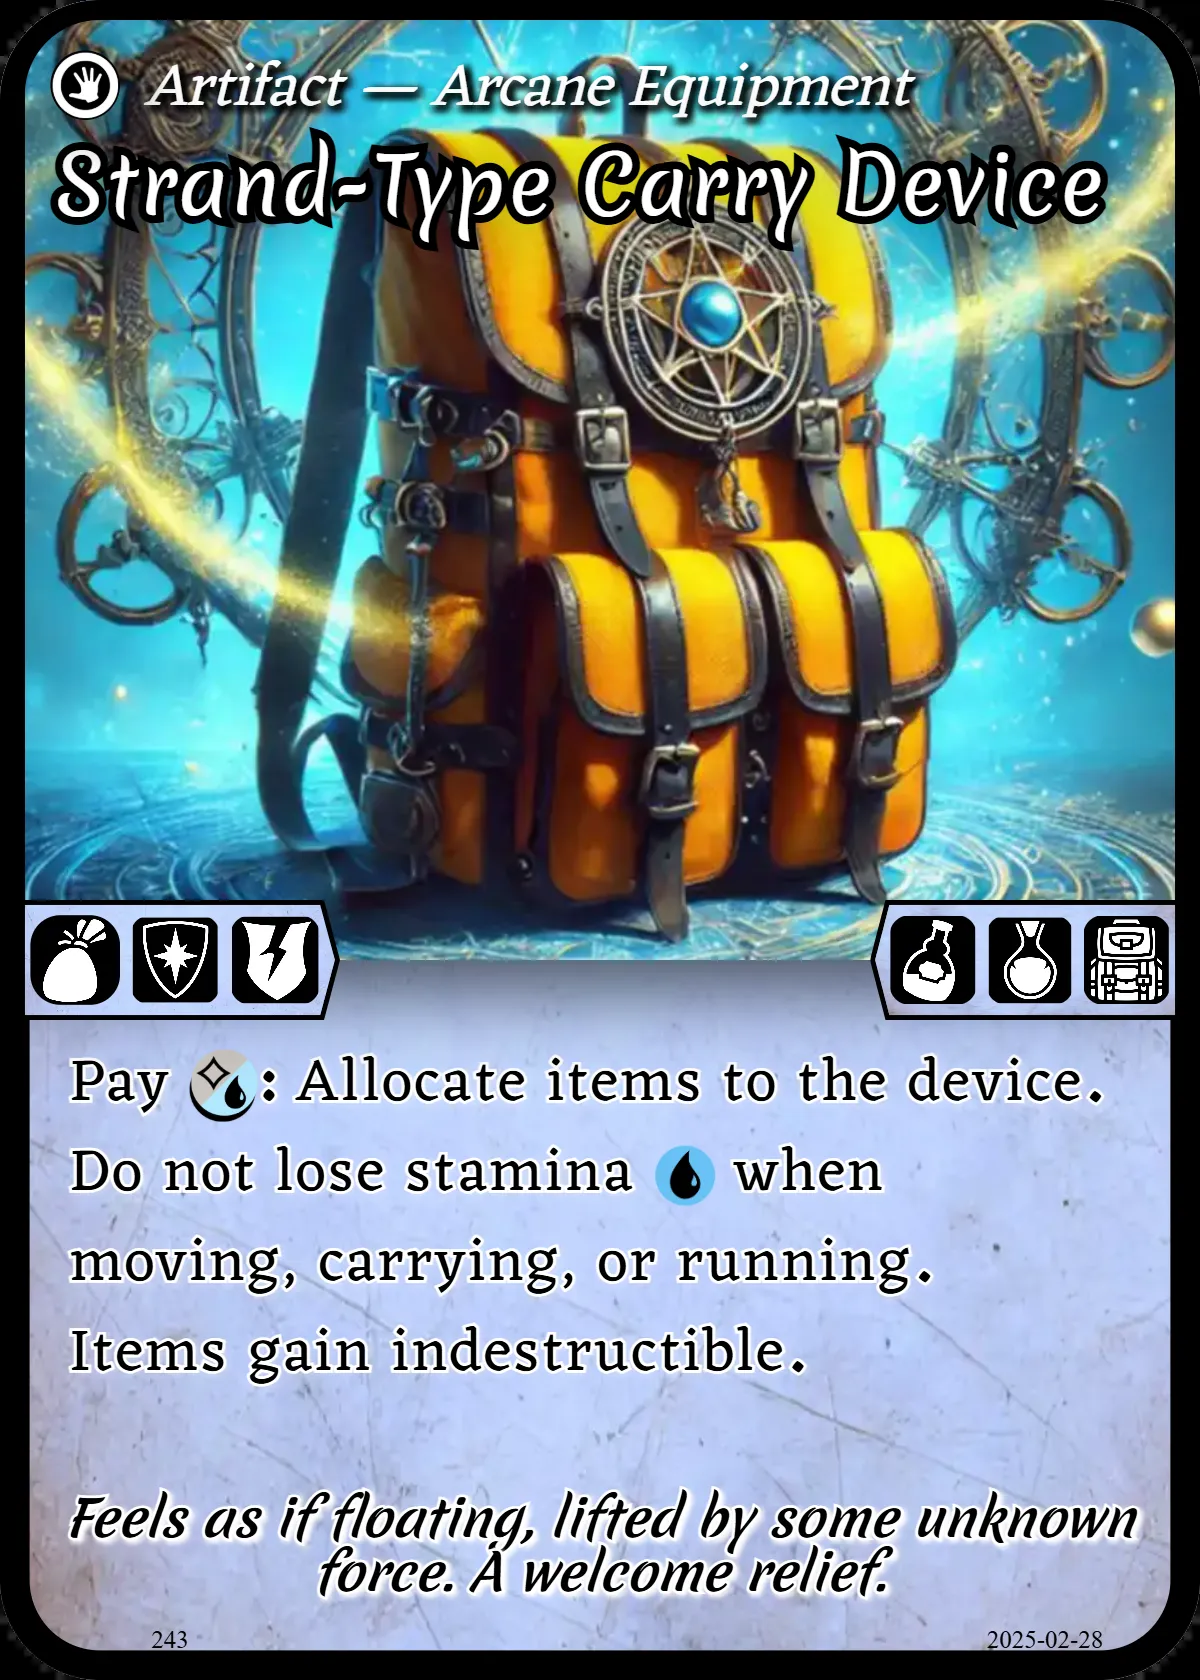 Artifact — Arcane Equipment
Strand-Type Carry Device
Pay : Allocate items to the device.
Do not lose stamina when
moving, carrying, or running.
Items gain indestructible.
Feels as if floating, lifted by some unknown
force. A welcome relief.
243
2025-02-28